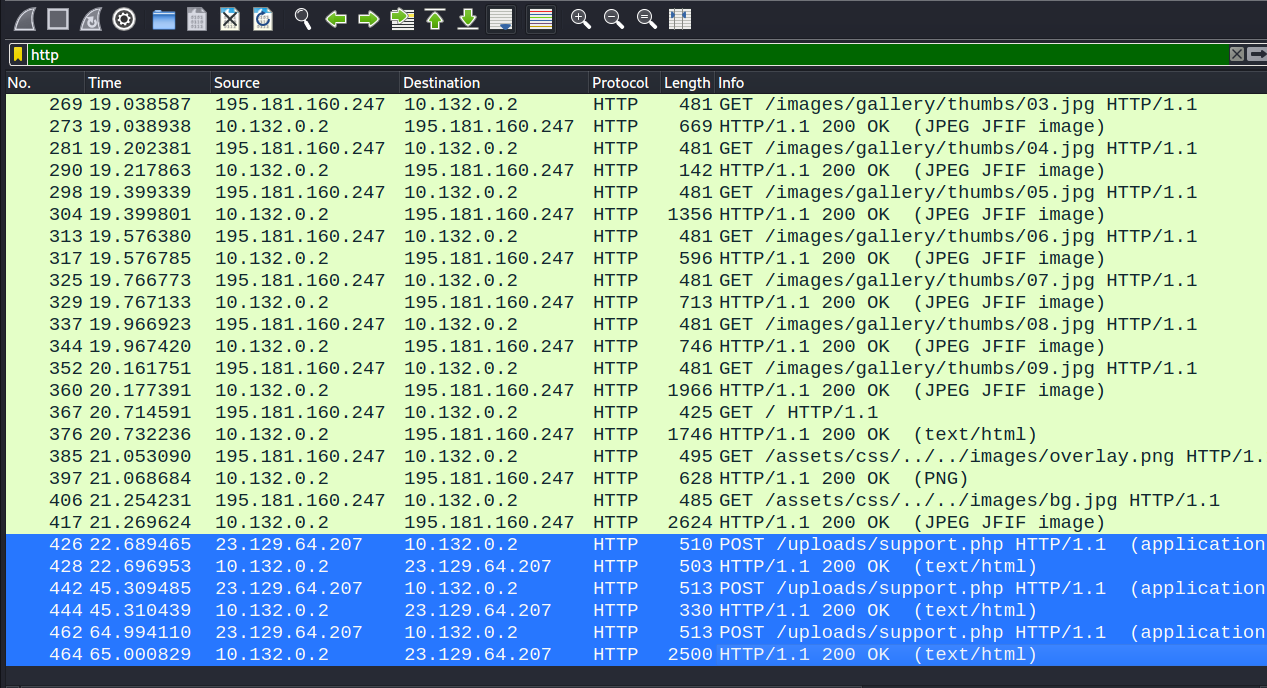 http
No. Time Source Destination Protocol Length Info
269 19.038587 195.181.160.247 10.132.0.2 HTTP 481 GET /images/gallery/thumbs/03.jpg HTTP/1.1
273 19.038938 10.132.0.2 195.181.160.247 HTTP 669 HTTP/1.1 200 OK (JPEG JFIF image)
281 19.202381 195.181.160.247 10.132.0.2 HTTP 481 GET /images/gallery/thumbs/04.jpg HTTP/1.1
290 19.217863 10.132.0.2 195.181.160.247 HTTP 142 HTTP/1.1 200 OK (JPEG JFIF image)
298 19.399339 195.181.160.247 10.132.0.2 HTTP 481 GET /images/gallery/thumbs/05.jpg HTTP/1.1
304 19.399801 10.132.0.2 195.181.160.247 HTTP 1356 HTTP/1.1 200 OK (JPEG JFIF image)
313 19.576380 195.181.160.247 10.132.0.2 HTTP 481 GET /images/gallery/thumbs/06.jpg HTTP/1.1
317 19.576785 10.132.0.2 195.181.160.247 HTTP 596 HTTP/1.1 200 OK (JPEG JFIF image)
325 19.766773 195.181.160.247 10.132.0.2 HTTP 481 GET /images/gallery/thumbs/07.jpg HTTP/1.1
329 19.767133 10.132.0.2 195.181.160.247 HTTP 713 HTTP/1.1 200 OK (JPEG JFIF image)
337 19.966923 195.181.160.247 10.132.0.2 HTTP 481 GET /images/gallery/thumbs/08.jpg HTTP/1.1
344 19.967420 10.132.0.2 195.181.160.247 HTTP 746 HTTP/1.1 200 OK (JPEG JFIF image)
352 20.161751 195.181.160.247 10.132.0.2 HTTP 481 GET /images/gallery/thumbs/09.jpg HTTP/1.1
360 20.177391 10.132.0.2 195.181.160.247 HTTP 1966 HTTP/1.1 200 OK (JPEG JFIF image)
367 20.714591 195.181.160.247 10.132.0.2 HTTP 425 GET / HTTP/1.1
376 20.732236 10.132.0.2 195.181.160.247 HTTP 1746 HTTP/1.1 200 OK (text/html)
385 21.053090 195.181.160.247 10.132.0.2 HTTP 495 GET /assets/css/../../images/overlay.png HTTP/1.
397 21.068684 10.132.0.2 195.181.160.247 HTTP 628 HTTP/1.1 200 OK (PNG)
406 21.254231 195.181.160.247 10.132.0.2 HTTP 485 GET /assets/css/../../images/bg.jpg HTTP/1.1
417 21.269624 10.132.0.2 195.181.160.247 HTTP 2624 HTTP/1.1 200 OK (JPEG JFIF image)
426 22.689465 23.129.64.207 10.132.0.2 HTTP 510 POST /uploads/support.php HTTP/1.1 (application
428 22.696953 10.132.0.2 23.129.64.207 HTTP 503 HTTP/1.1 200 OK (text/html)
442 45.309485 23.129.64.207 10.132.0.2 HTTP 513 POST /uploads/support.php HTTP/1.1 (application
444 45.310439 10.132.0.2 23.129.64.207 HTTP 330 HTTP/1.1 200 OK (text/html)
462 64.994110 23.129.64.207 10.132.0.2 HTTP 513 POST /uploads/support.php HTTP/1.1 (application
464 65.000829 10.132.0.2 23.129.64.207 HTTP 2500 HTTP/1.1 200 OK (text/html)